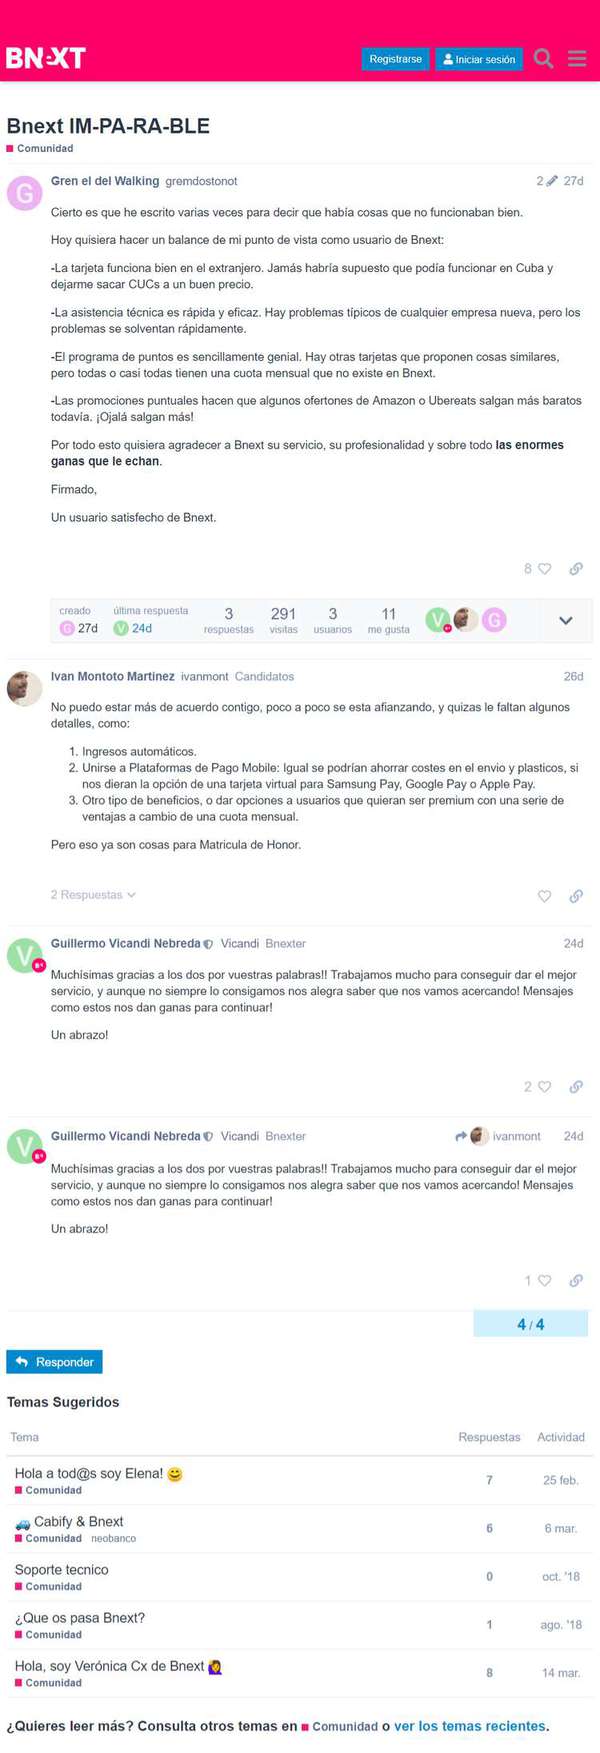 BNEXT
Registrarse
Iniciar sesión
Bnext IM-PA-RA-BLE
Comunidad
G
Gren el del Walking gremdostonot
2 27d
Cierto es que he escrito varias veces para decir que había cosas que no funcionaban bien.
Hoy quisiera hacer un balance de mi punto de vista como usuario de Bnext:
-La tarjeta funciona bien en el extranjero. Jamás habría supuesto que podía funcionar en Cuba y
dejarme sacar CUCs a un buen precio.
-La asistencia técnica es rápida y eficaz. Hay problemas típicos de cualquier empresa nueva, pero los
problemas se solventan rápidamente.
-El programa de puntos es sencillamente genial. Hay otras tarjetas que proponen cosas similares,
pero todas o casi todas tienen una cuota mensual que no existe en Bnext.
-Las promociones puntuales hacen que algunos ofertones de Amazon o Ubereats salgan más baratos
todavía. ¡Ojalá salgan más!
Por todo esto quisiera agradecer a Bnext su servicio, su profesionalidad y sobre todo las enormes
ganas que le echan.
Firmado,
Un usuario satisfecho de Bnext.
8
creado última respuesta 3 291 3 11
G 27d V 24d respuestas visitas usuarios me gusta V G
Ivan Montoto Martinez ivanmont Candidatos
26d
No puedo estar más de acuerdo contigo, poco a poco se esta afianzando, y quizas le faltan algunos
detalles, como:
1. Ingresos automáticos.
2. Unirse a Plataformas de Pago Mobile: Igual se podrían ahorrar costes en el envio y plasticos, si
nos dieran la opción de una tarjeta virtual para Samsung Pay, Google Pay o Apple Pay.
3. Otro tipo de beneficios, o dar opciones a usuarios que quieran ser premium con una serie de
ventajas a cambio de una cuota mensual.
Pero eso ya son cosas para Matricula de Honor.
2 Respuestas
V
Guillermo Vicandi Nebreda Vicandi Bnexter
24d
Muchísimas gracias a los dos por vuestras palabras!! Trabajamos mucho para conseguir dar el mejor
servicio, y aunque no siempre lo consigamos nos alegra saber que nos vamos acercando! Mensajes
como estos nos dan ganas para continuar!
Un abrazo!
2
V
Guillermo Vicandi Nebreda Vicandi Bnexter
ivanmont 24d
Muchísimas gracias a los dos por vuestras palabras!! Trabajamos mucho para conseguir dar el mejor
servicio, y aunque no siempre lo consigamos nos alegra saber que nos vamos acercando! Mensajes
como estos nos dan ganas para continuar!
Un abrazo!
1
4 / 4
Responder
Temas Sugeridos
Tema Respuestas Actividad
Hola a tod@s soy Elena! 😀 7 25 feb.
Comunidad
🚙 Cabify & Bnext 6 6 mar.
Comunidad neobanco
Soporte tecnico 0 oct. '18
Comunidad
¿Que os pasa Bnext? 1 ago. '18
Comunidad
Hola, soy Verónica Cx de Bnext 🙋‍♀️ 8 14 mar.
Comunidad
¿Quieres leer más? Consulta otros temas en Comunidad o ver los temas recientes.